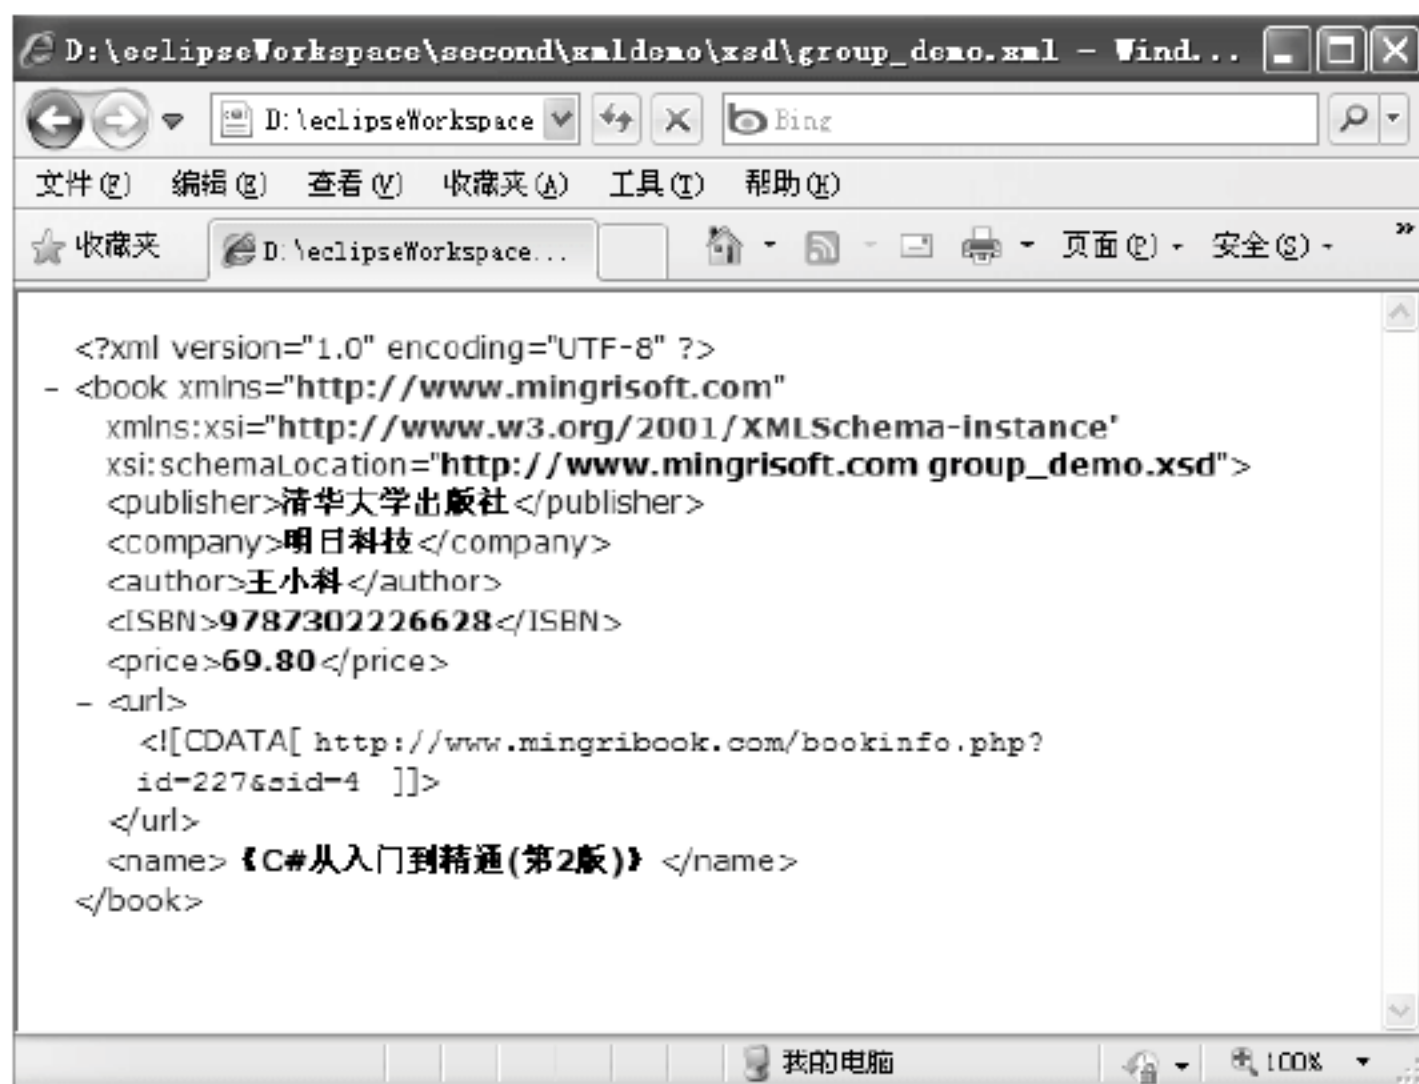 D:\eclipseWorkspace\second\xmldemo\xsd\group_demo.xml - Wind...
D:\eclipseWorkspace
Bing
文件(F) 编辑(E) 查看(V) 收藏夹(A) 工具(T) 帮助(H)
收藏夹 D:\eclipseWorkspace... 页面(P) 安全(S) »
<?xml version="1.0" encoding="UTF-8" ?>
- <book xmlns="http://www.mingrisoft.com"
xmlns:xsi="http://www.w3.org/2001/XMLSchema-instance"
xsi:schemaLocation="http://www.mingrisoft.com group_demo.xsd">
<publisher>清华大学出版社</publisher>
<company>明日科技</company>
<author>王小科</author>
<ISBN>9787302226628</ISBN>
<price>69.80</price>
- <url>
<![CDATA[ http://www.mingribook.com/bookinfo.php?
id=227&sid=4 ]]>
</url>
<name>《C#从入门到精通(第2版)》</name>
</book>
我的电脑 100%